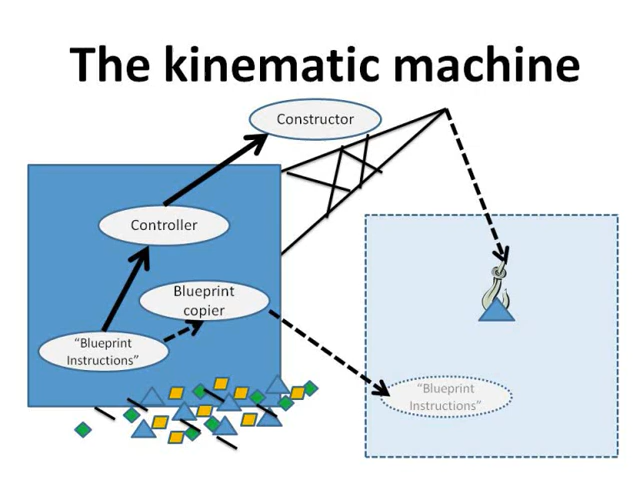 The kinematic machine
Constructor
Controller
Blueprint
copier
“Blueprint
Instructions”
“Blueprint
Instructions”